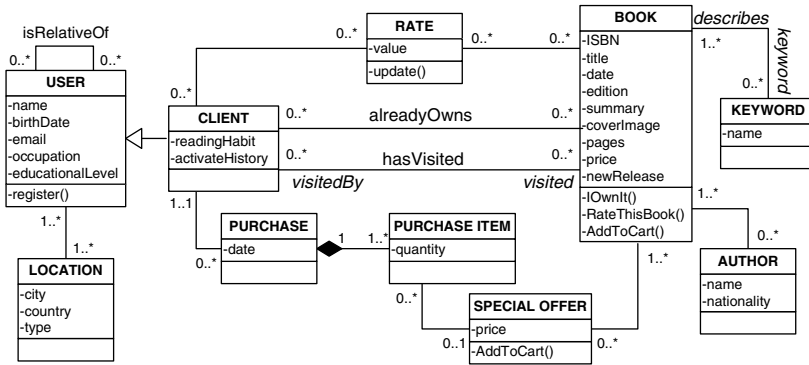 isRelativeOf
0..*
0..*
USER
-name
-birthDate
-email
-occupation
-educationalLevel
-register()
1..*
1..*
LOCATION
-city
-country
-type
0..*
RATE
-value
-update()
0..*
0..*
0..*
CLIENT
-readingHabit
-activateHistory
0..*
alreadyOwns
0..*
0..*
hasVisited
0..*
visitedBy
visited
1..1
0..*
PURCHASE
-date
1
1..*
PURCHASE ITEM
-quantity
0..*
0..1
SPECIAL OFFER
-price
-AddToCart()
0..*
1..*
BOOK
-ISBN
-title
-date
-edition
-summary
-coverImage
-pages
-price
-newRelease
-IOwnIt()
-RateThisBook()
-AddToCart()
describes
1..*
keyword
0..*
KEYWORD
-name
1..*
0..*
AUTHOR
-name
-nationality